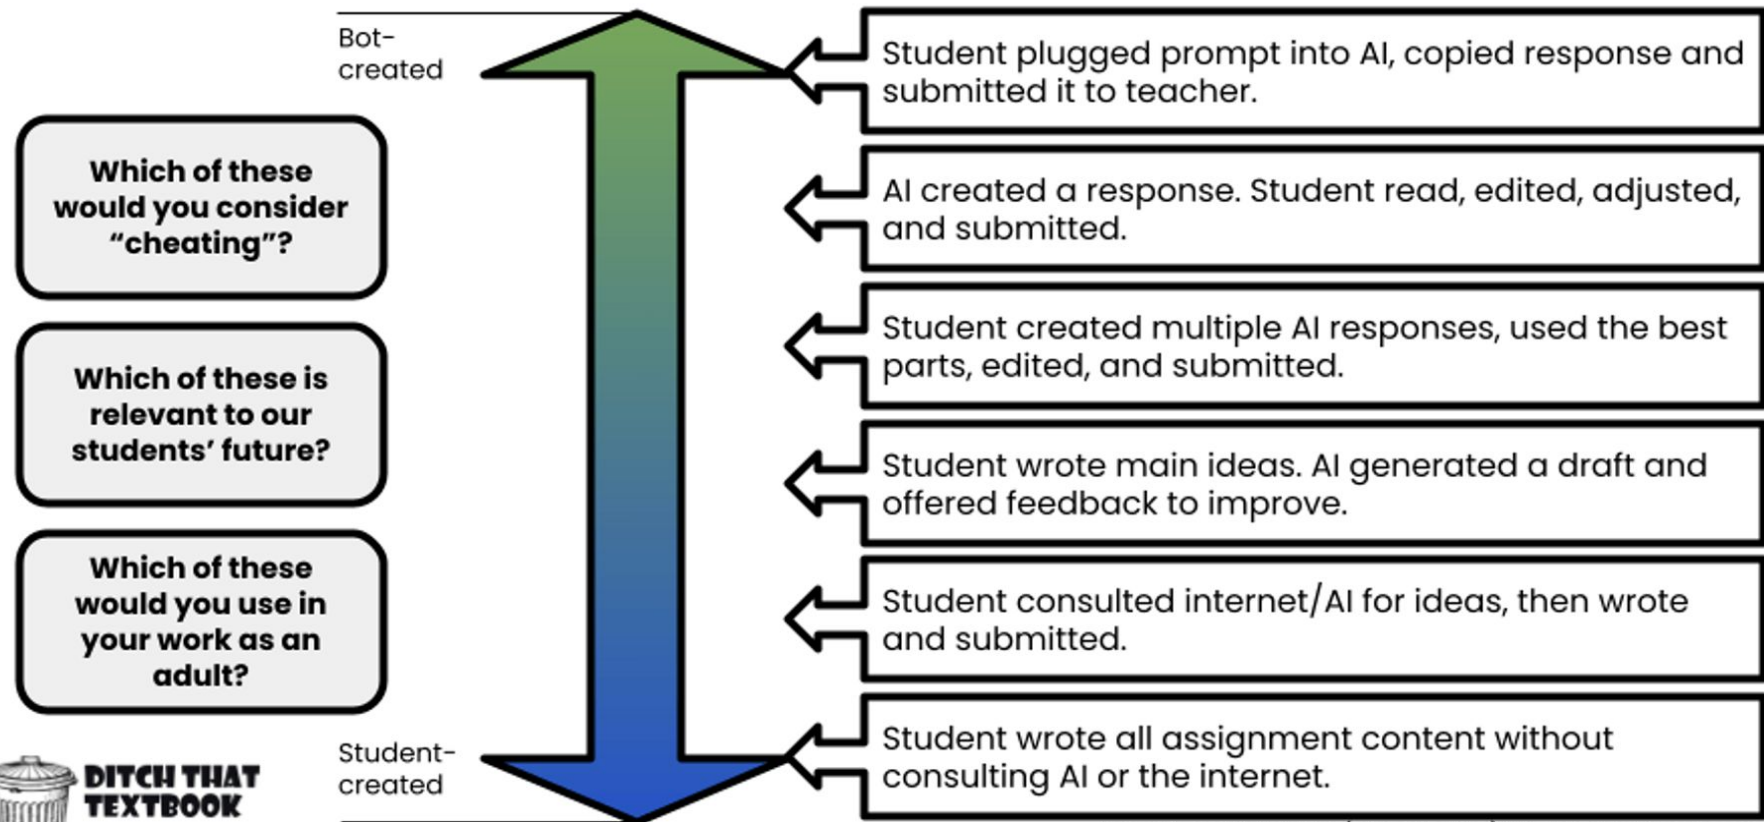 Bot-
created
Which of these
would you consider
“cheating”?
Which of these is
relevant to our
students’ future?
Which of these
would you use in
your work as an
adult?
Student-
created
DITCH THAT
TEXTBOOK
Student plugged prompt into AI, copied response and
submitted it to teacher.
AI created a response. Student read, edited, adjusted,
and submitted.
Student created multiple AI responses, used the best
parts, edited, and submitted.
Student wrote main ideas. AI generated a draft and
offered feedback to improve.
Student consulted internet/AI for ideas, then wrote
and submitted.
Student wrote all assignment content without
consulting AI or the internet.